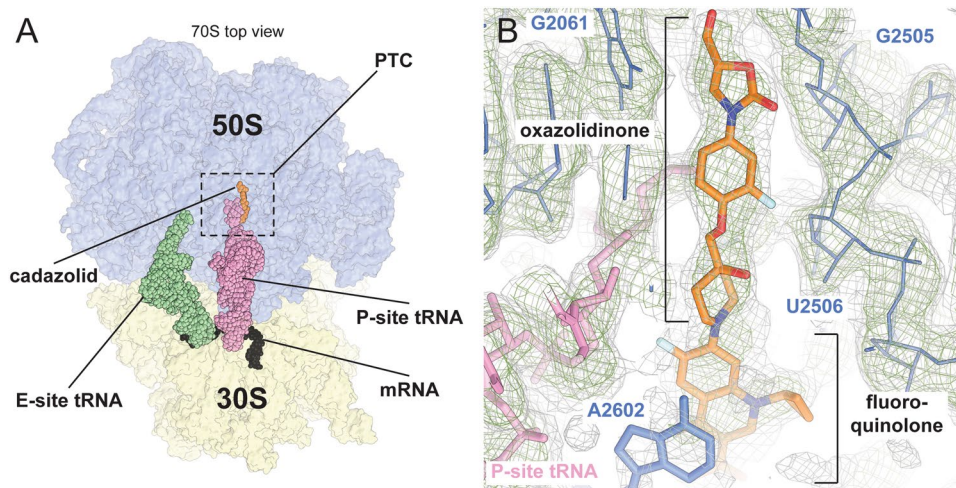 A
70S top view
PTC
50S
cadazolid
P-site tRNA
E-site tRNA
mRNA
30S
B
G2061
G2505
oxazolidinone
U2506
A2602
fluoro-
quinolone
P-site tRNA